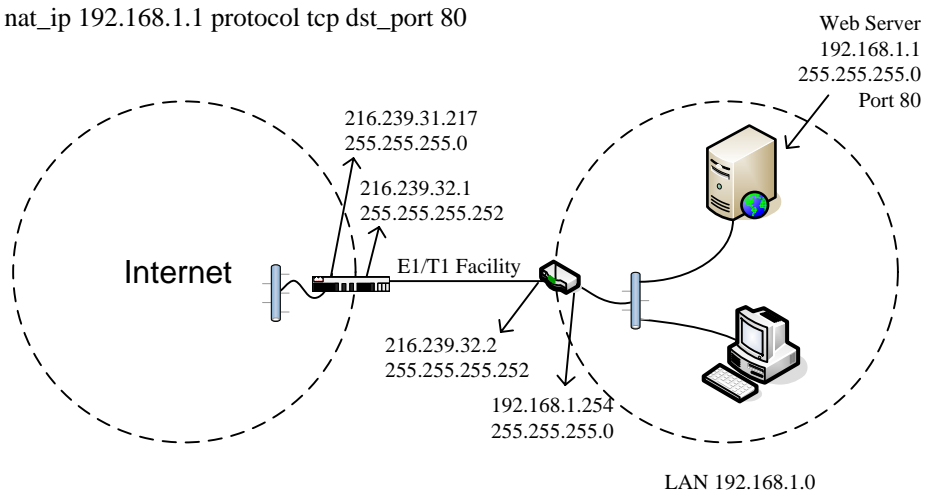 nat_ip 192.168.1.1 protocol tcp dst_port 80
Web Server
192.168.1.1
255.255.255.0
Port 80
216.239.31.217
255.255.255.0
216.239.32.1
255.255.255.252
Internet
E1/T1 Facility
216.239.32.2
255.255.255.252
192.168.1.254
255.255.255.0
LAN 192.168.1.0